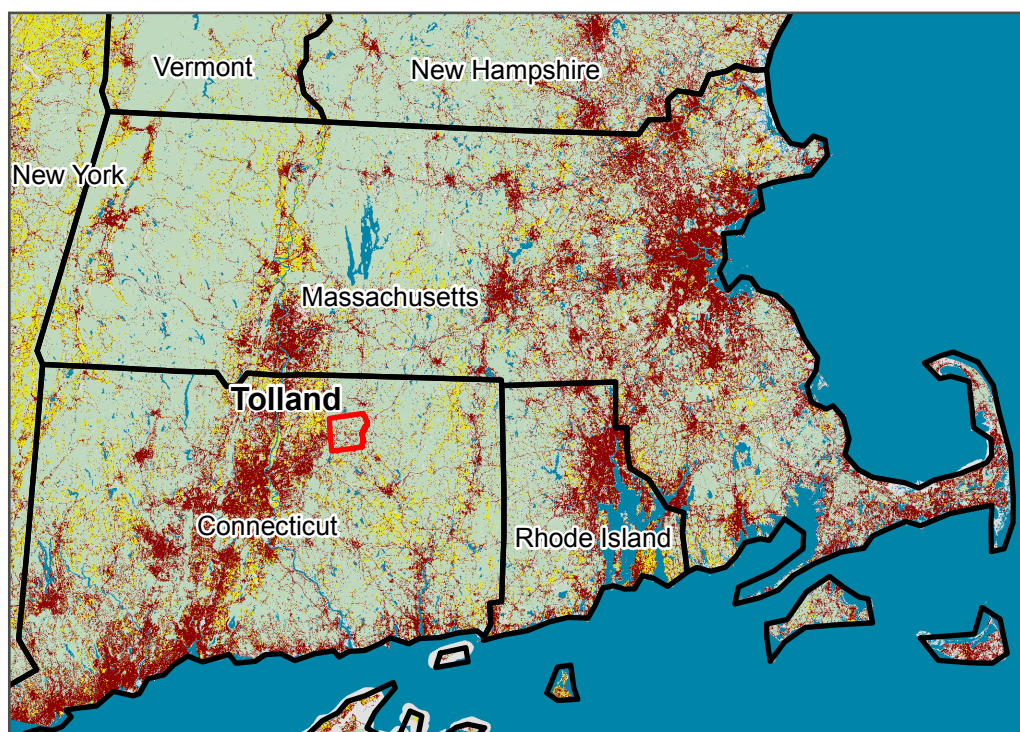 Vermont
New Hampshire
New York
Massachusetts
Tolland
Connecticut
Rhode Island